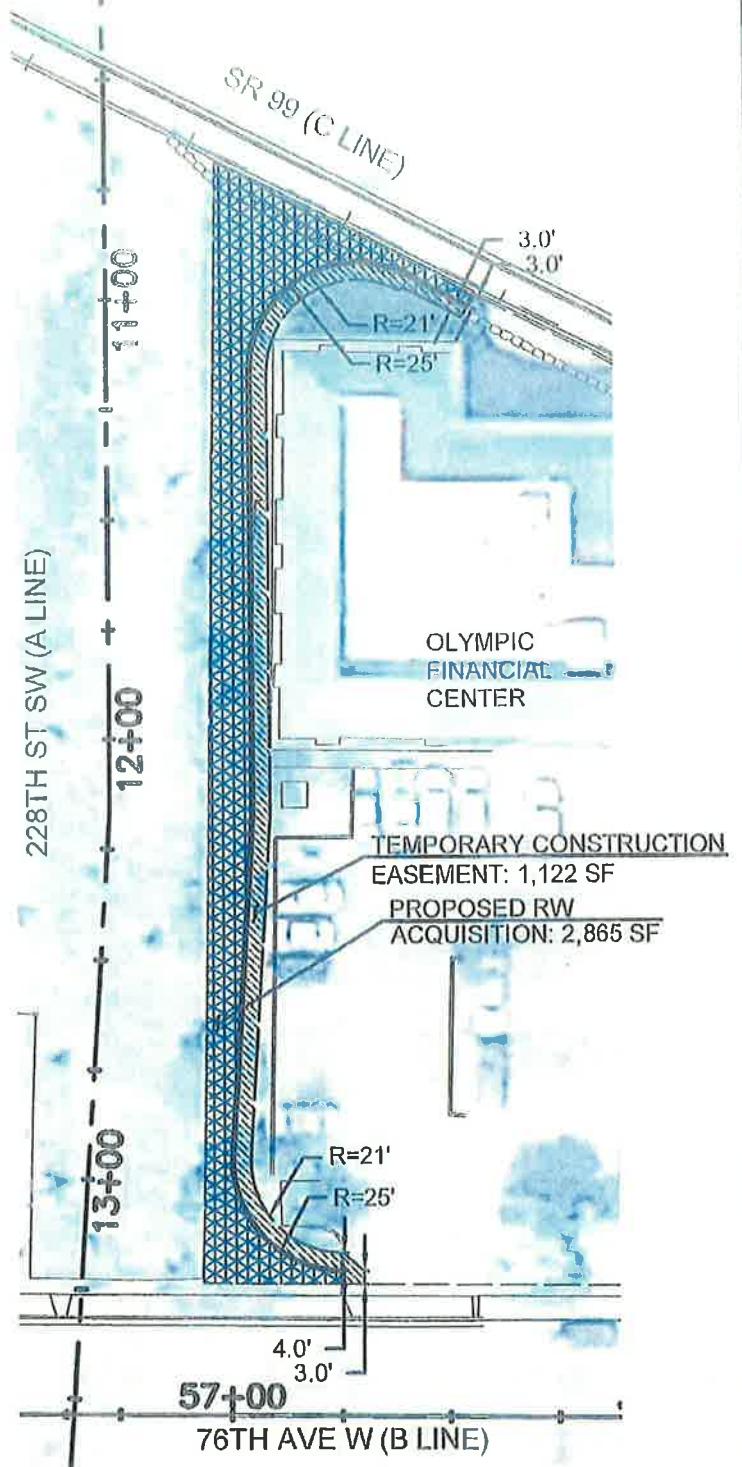 SR 99 (C LINE)
3.0'
3.0'
11+00
R=21'
R=25'
228TH ST SW (A LINE)
OLYMPIC
FINANCIAL
CENTER
12+00
TEMPORARY CONSTRUCTION
EASEMENT: 1,122 SF
PROPOSED RW
ACQUISITION: 2,865 SF
13+00
R=21'
R=25'
4.0'
3.0'
57+00
76TH AVE W (B LINE)